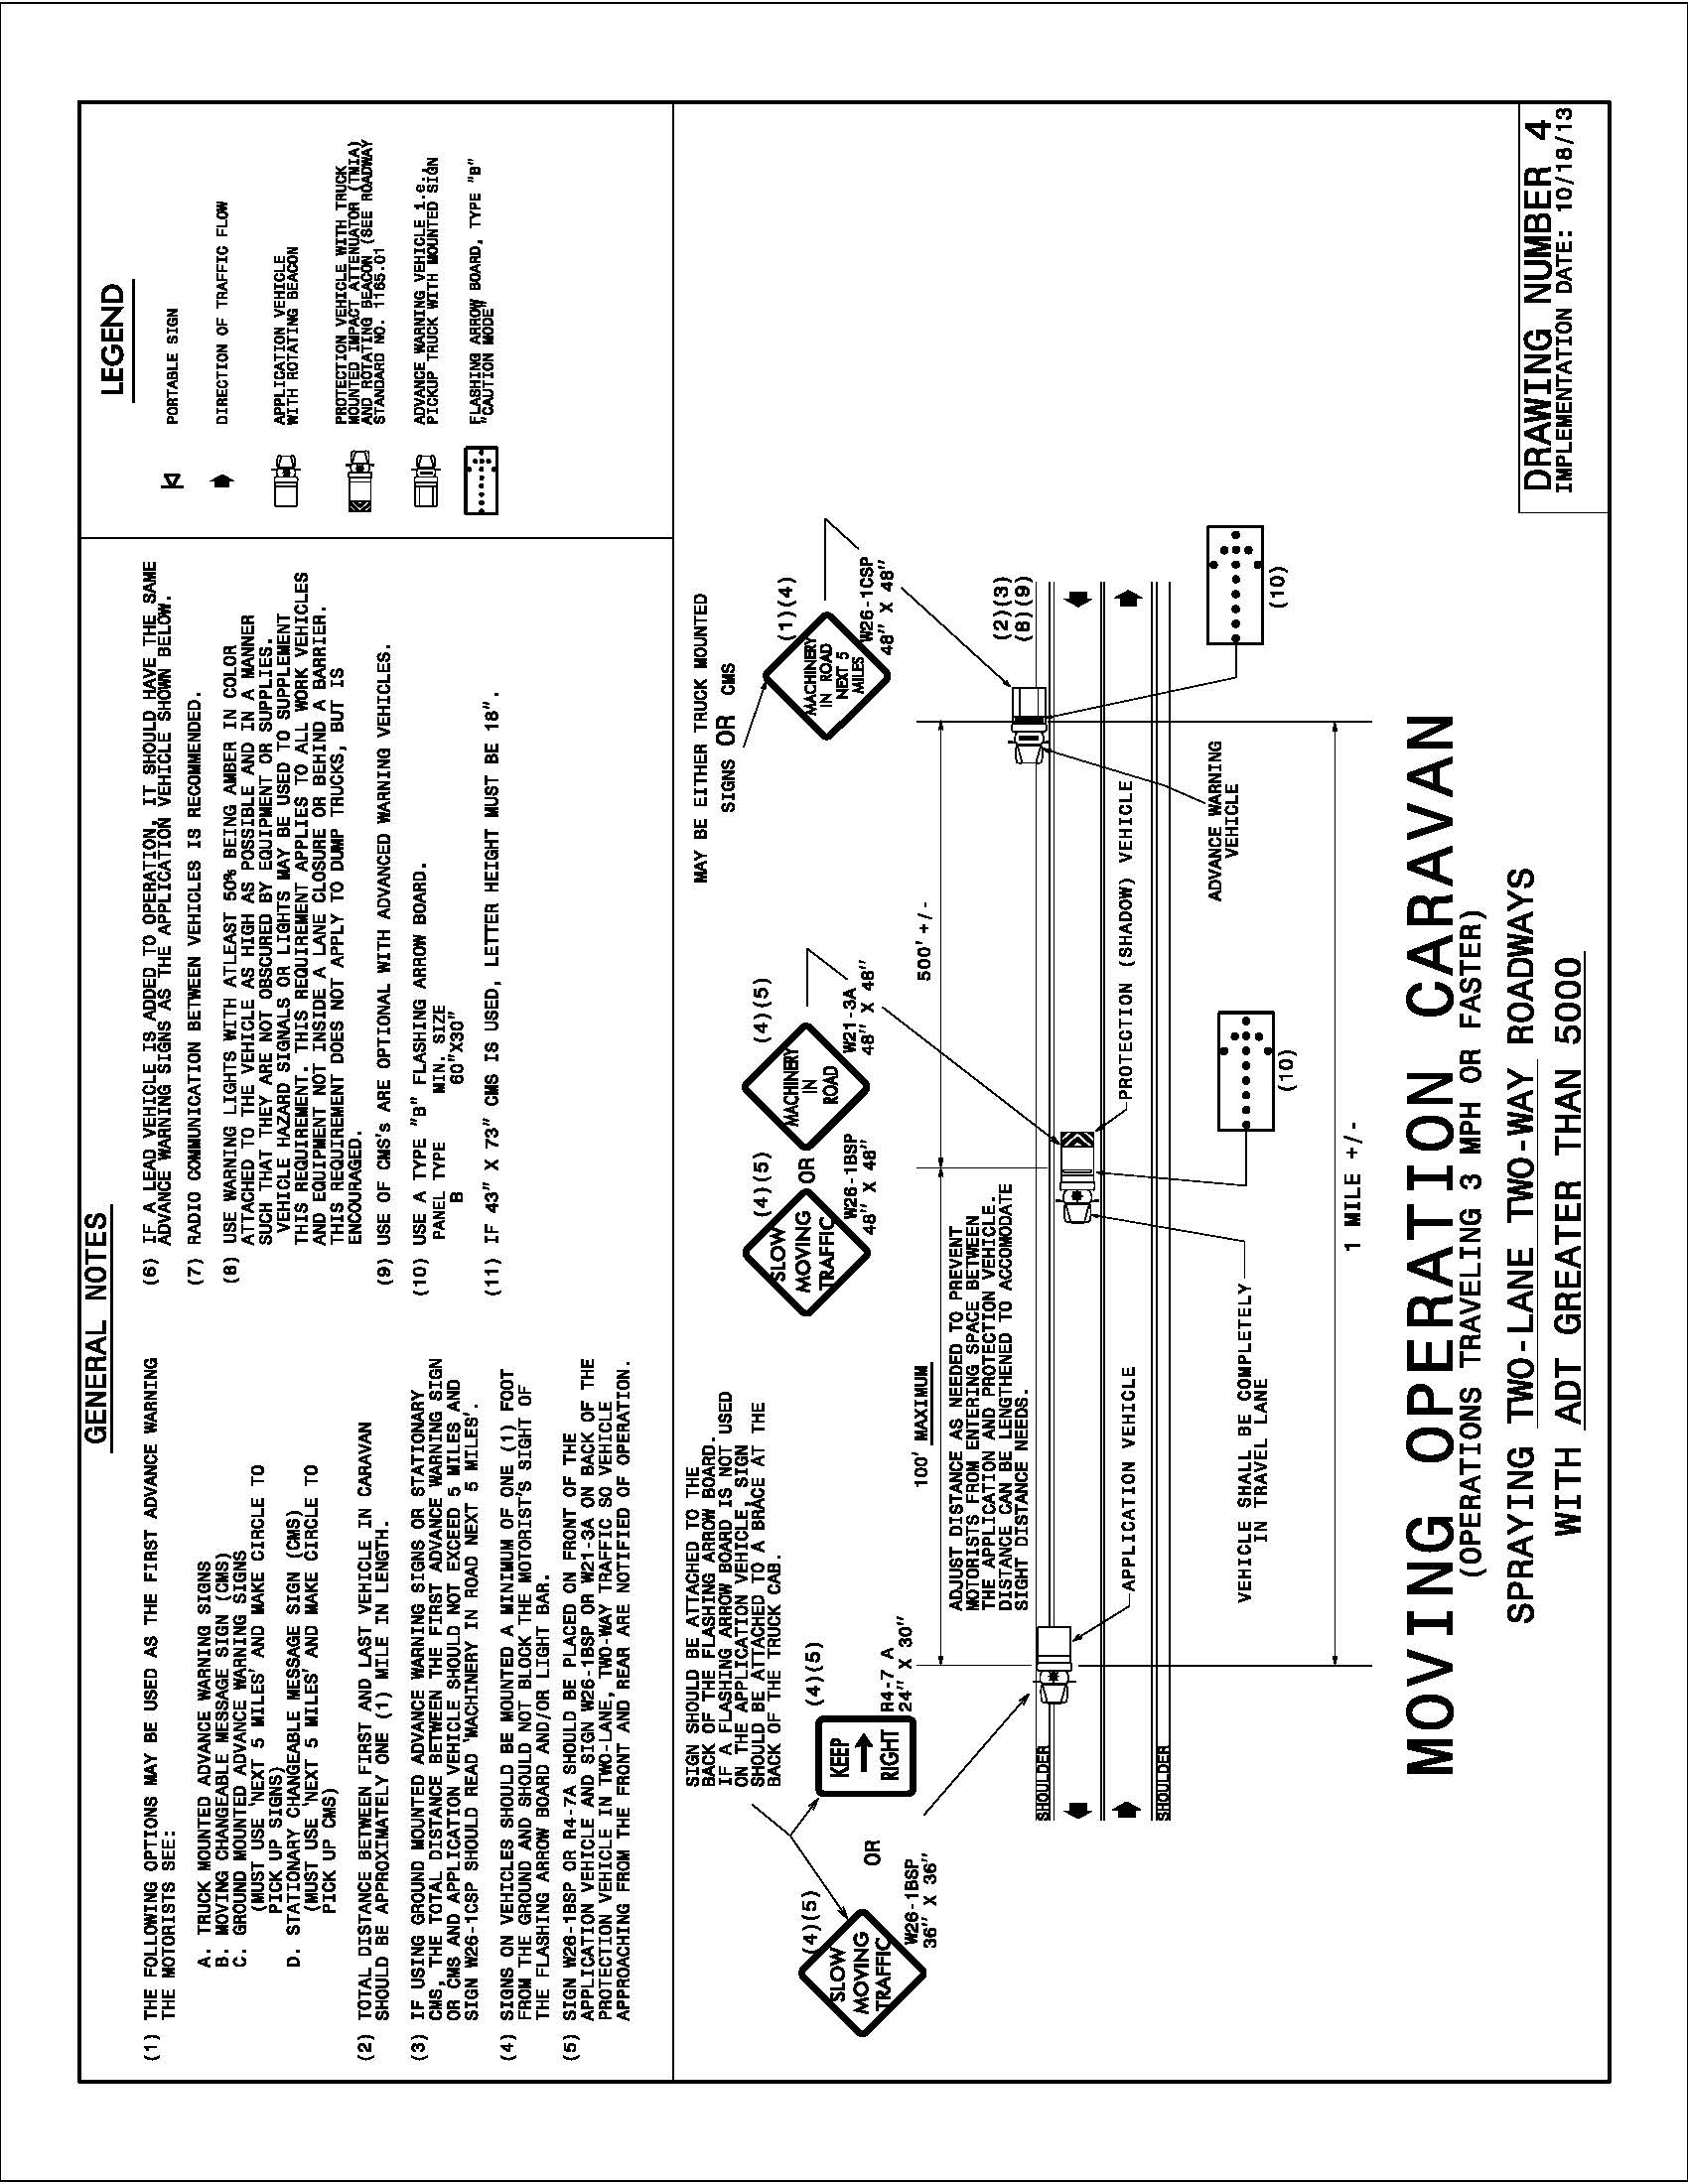 GENERAL NOTES
(1) THE FOLLOWING OPTIONS MAY BE USED AS THE FIRST ADVANCE WARNING
THE MOTORISTS SEE:
A. TRUCK MOUNTED ADVANCE WARNING SIGNS
B. MOVING CHANGEABLE MESSAGE SIGN (CMS)
C. GROUND MOUNTED ADVANCE WARNING SIGNS
(MUST USE 'NEXT 5 MILES' AND MAKE CIRCLE TO
PICK UP SIGNS)
D. STATIONARY CHANGEABLE MESSAGE SIGN (CMS)
(MUST USE 'NEXT 5 MILES' AND MAKE CIRCLE TO
PICK UP CMS)
(2) TOTAL DISTANCE BETWEEN FIRST AND LAST VEHICLE IN CARAVAN
SHOULD BE APPROXIMATELY ONE (1) MILE IN LENGTH.
(3) IF USING GROUND MOUNTED ADVANCE WARNING SIGNS OR STATIONARY
CMS, THE TOTAL DISTANCE BETWEEN THE FIRST ADVANCE WARNING SIGN
OR CMS AND APPLICATION VEHICLE SHOULD NOT EXCEED 5 MILES AND
SIGN W26-1CSP SHOULD READ 'MACHINERY IN ROAD NEXT 5 MILES'.
(4) SIGNS ON VEHICLES SHOULD BE MOUNTED A MINIMUM OF ONE (1) FOOT
FROM THE GROUND AND SHOULD NOT BLOCK THE MOTORIST'S SIGHT OF
THE FLASHING ARROW BOARD AND/OR LIGHT BAR.
(5) SIGN W26-1BSP OR R4-7A SHOULD BE PLACED ON FRONT OF THE
APPLICATION VEHICLE AND SIGN W26-1BSP OR W21-3A ON BACK OF THE
PROTECTION VEHICLE IN TWO-LANE, TWO-WAY TRAFFIC SO VEHICLE
APPROACHING FROM THE FRONT AND REAR ARE NOTIFIED OF OPERATION.
(6) IF A LEAD VEHICLE IS ADDED TO OPERATION, IT SHOULD HAVE THE SAME
ADVANCE WARNING SIGNS AS THE APPLICATION VEHICLE SHOWN BELOW.
(7) RADIO COMMUNICATION BETWEEN VEHICLES IS RECOMMENDED.
(8) USE WARNING LIGHTS WITH ATLEAST 50% BEING AMBER IN COLOR
ATTACHED TO THE VEHICLE AS HIGH AS POSSIBLE AND IN A MANNER
SUCH THAT THEY ARE NOT OBSCURED BY EQUIPMENT OR SUPPLIES.
VEHICLE HAZARD SIGNALS OR LIGHTS MAY BE USED TO SUPPLEMENT
THIS REQUIREMENT. THIS REQUIREMENT APPLIES TO ALL WORK VEHICLES
AND EQUIPMENT NOT INSIDE A LANE CLOSURE OR BEHIND A BARRIER.
THIS REQUIREMENT DOES NOT APPLY TO DUMP TRUCKS, BUT IS
ENCOURAGED.
(9) USE OF CMS's ARE OPTIONAL WITH ADVANCED WARNING VEHICLES.
(10) USE A TYPE "B" FLASHING ARROW BOARD.
PANEL TYPE MIN. SIZE
B 60"X30"
(11) IF 43" X 73" CMS IS USED, LETTER HEIGHT MUST BE 18".
LEGEND
PORTABLE SIGN
DIRECTION OF TRAFFIC FLOW
APPLICATION VEHICLE
WITH ROTATING BEACON
PROTECTION VEHICLE WITH TRUCK
MOUNTED IMPACT ATTENUATOR (TMIA)
AND ROTATING BEACON (SEE ROADWAY
STANDARD NO. 1165.01
ADVANCE WARNING VEHICLE i.e.,
PICKUP TRUCK WITH MOUNTED SIGN
FLASHING ARROW BOARD, TYPE "B"
"CAUTION MODE"
SIGN SHOULD BE ATTACHED TO THE
BACK OF THE FLASHING ARROW BOARD.
IF A FLASHING ARROW BOARD IS NOT USED
ON THE APPLICATION VEHICLE, SIGN
SHOULD BE ATTACHED TO A BRACE AT THE
BACK OF THE TRUCK CAB.
(4)(5)
SLOW
MOVING
TRAFFIC
W26-1BSP
36" X 36"
OR
(4)(5)
KEEP
RIGHT
R4-7 A
24" X 30"
(4)(5)
SLOW
MOVING
TRAFFIC
W26-1BSP
48" X 48"
OR
(4)(5)
MACHINERY
IN
ROAD
W21-3A
48" X 48"
MAY BE EITHER TRUCK MOUNTED
SIGNS OR CMS
(1)(4)
MACHINERY
IN ROAD
NEXT 5
MILES
W26-1CSP
48" X 48"
100' MAXIMUM
500' +/-
ADJUST DISTANCE AS NEEDED TO PREVENT
MOTORISTS FROM ENTERING SPACE BETWEEN
THE APPLICATION AND PROTECTION VEHICLE.
DISTANCE CAN BE LENGTHENED TO ACCOMODATE
SIGHT DISTANCE NEEDS.
(2)(3)
(8)(9)
SHOULDER
SHOULDER
APPLICATION VEHICLE
PROTECTION (SHADOW) VEHICLE
ADVANCE WARNING
VEHICLE
VEHICLE SHALL BE COMPLETELY
IN TRAVEL LANE
(10)
(10)
1 MILE +/-
MOVING OPERATION CARAVAN
(OPERATIONS TRAVELING 3 MPH OR FASTER)
SPRAYING TWO-LANE TWO-WAY ROADWAYS
WITH ADT GREATER THAN 5000
DRAWING NUMBER 4
IMPLEMENTATION DATE: 10/18/13